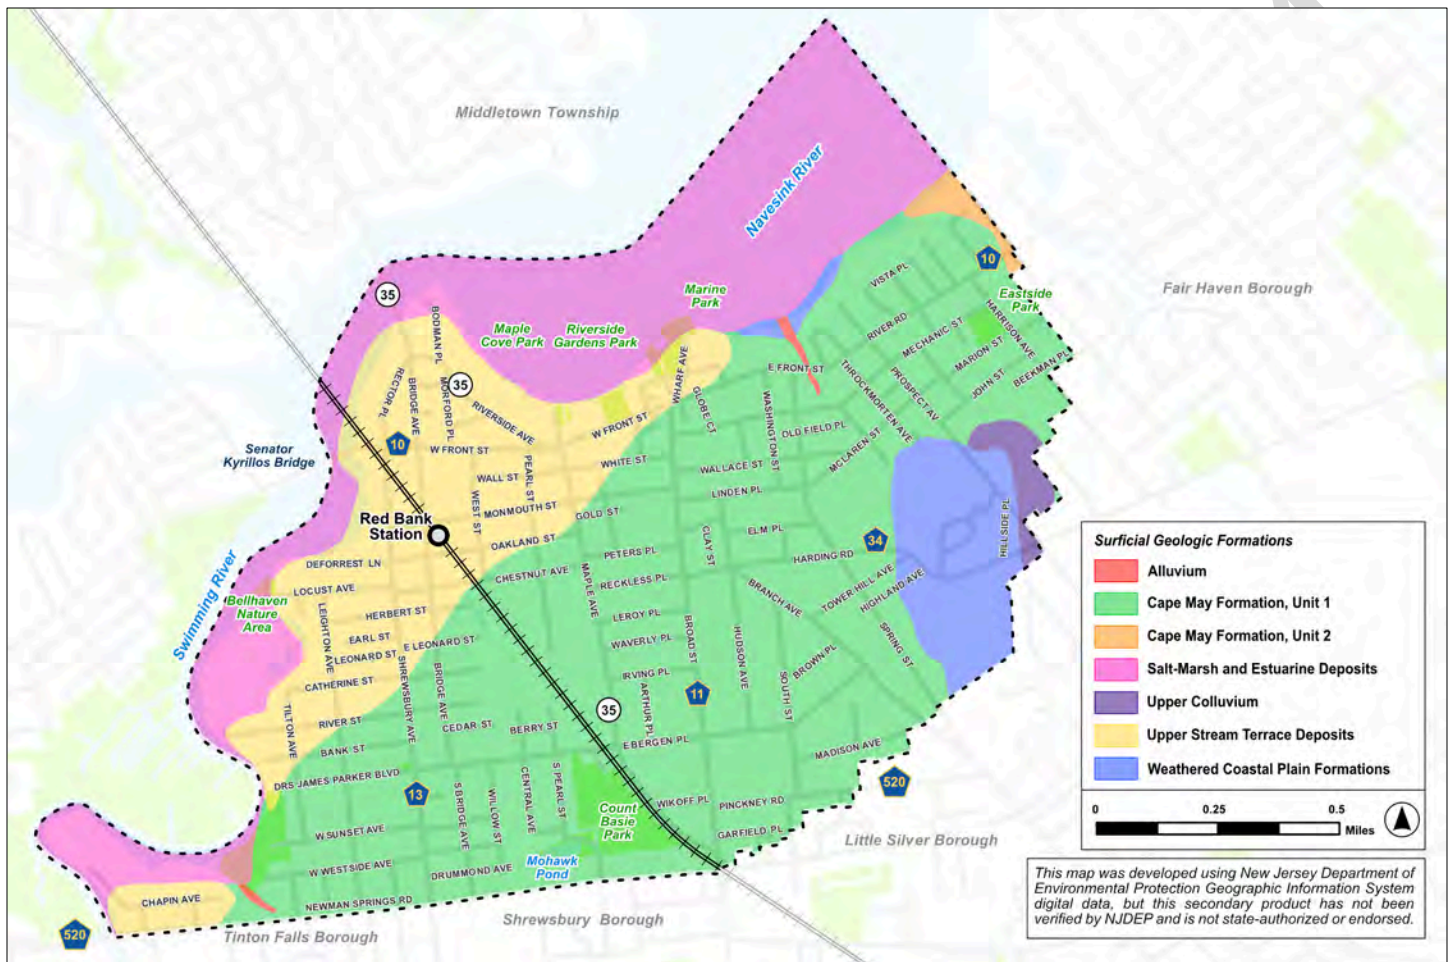 Middletown Township
Navesink River
Fair Haven Borough
35
10
VISTA PL
Eastside
Park
Marine
Park
Maple
Cove Park
Riverside
Gardens Park
BODMAN PL
RIVER RD
MECHANIC ST
HARRISON AVE
MARION ST
JOHN ST
BEEKMAN PL
E FRONT ST
THROCKMORTEN AVE
PROSPECT AV
WHARF AVE
GLOBE CT
RECTOR PL
BRIDGE AVE
MORFORD PL
35
RIVERSIDE AVE
W FRONT ST
WASHINGTON ST
OLD FIELD PL
MCLAREN ST
10
W FRONT ST
Senator
Kyrillos Bridge
WALL ST
PEARL ST
WHITE ST
WALLACE ST
LINDEN PL
WEST ST
MONMOUTH ST
GOLD ST
Red Bank
Station
OAKLAND ST
PETERS PL
CLAY ST
ELM PL
34
HILL SIDE PL
HARDING RD
DEFORREST LN
CHESTNUT AVE
RECKLESS PL
BRANCH AVE
TOWER HILL AVE
HIGHLAND AVE
LOCUST AVE
Bellhaven
Nature
Area
MAPLE AVE
LEROY PL
HERBERT ST
LEIGHTON AVE
EARL ST
E LEONARD ST
LEONARD ST
WAVERLY PL
BROAD ST
HUDSON AVE
SPRING ST
BROWN PL
Swimming River
SHREWSBURY AVE
BRIDGE AVE
CATHERINE ST
IRVING PL
ARTHUR PL
SOUTH ST
11
35
TILTON AVE
RIVER ST
CEDAR ST
BERRY ST
BANK ST
E BERGEN PL
MADISON AVE
DRS JAMES PARKER BLVD
13
S BRIDGE AVE
WILLOW ST
CENTRAL AVE
S PEARL ST
520
Count
Basie
Park
WIKOFF PL
PINCKNEY RD
GARFIELD PL
W SUNSET AVE
Little Silver Borough
W WESTSIDE AVE
DRUMMOND AVE
Mohawk
Pond
CHAPIN AVE
NEWMAN SPRINGS RD
520
Tinton Falls Borough
Shrewsbury Borough
Surficial Geologic Formations
Alluvium
Cape May Formation, Unit 1
Cape May Formation, Unit 2
Salt-Marsh and Estuarine Deposits
Upper Colluvium
Upper Stream Terrace Deposits
Weathered Coastal Plain Formations
0 0.25 0.5
Miles
This map was developed using New Jersey Department of
Environmental Protection Geographic Information System
digital data, but this secondary product has not been
verified by NJDEP and is not state-authorized or endorsed.